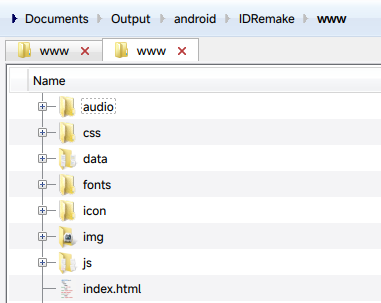 Documents Output android IDRemake www
www www
Name
audio
css
data
fonts
icon
img
js
index.html